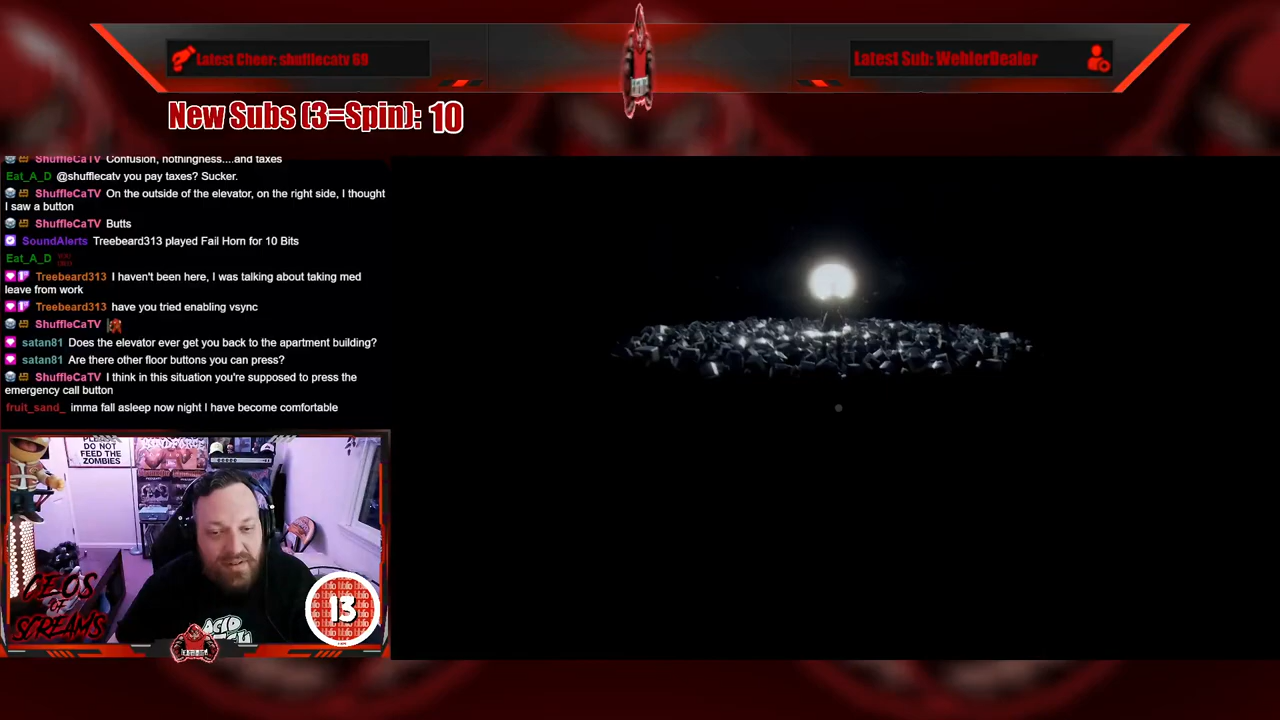 Latest Cheer: shufflecatv 69
Latest Sub: WehlerDealer
New Subs (3=Spin): 10
ShuffleCaTV Confusion, nothingness....and taxes
Eat_A_D @shufflecatv you pay taxes? Sucker.
ShuffleCaTV On the outside of the elevator, on the right side, I thought
I saw a button
ShuffleCaTV Butts
SoundAlerts Treebeard313 played Fail Horn for 10 Bits
Eat_A_D
Treebeard313 I haven't been here, I was talking about taking med
leave from work
Treebeard313 have you tried enabling vsync
ShuffleCaTV
satan81 Does the elevator ever get you back to the apartment building?
satan81 Are there other floor buttons you can press?
ShuffleCaTV I think in this situation you're supposed to press the
emergency call button
fruit_sand_ imma fall asleep now night I have become comfortable
PLEASE
DO NOT
FEED THE
ZOMBIES
CEOS
OF
SCREAMS
ACID
13